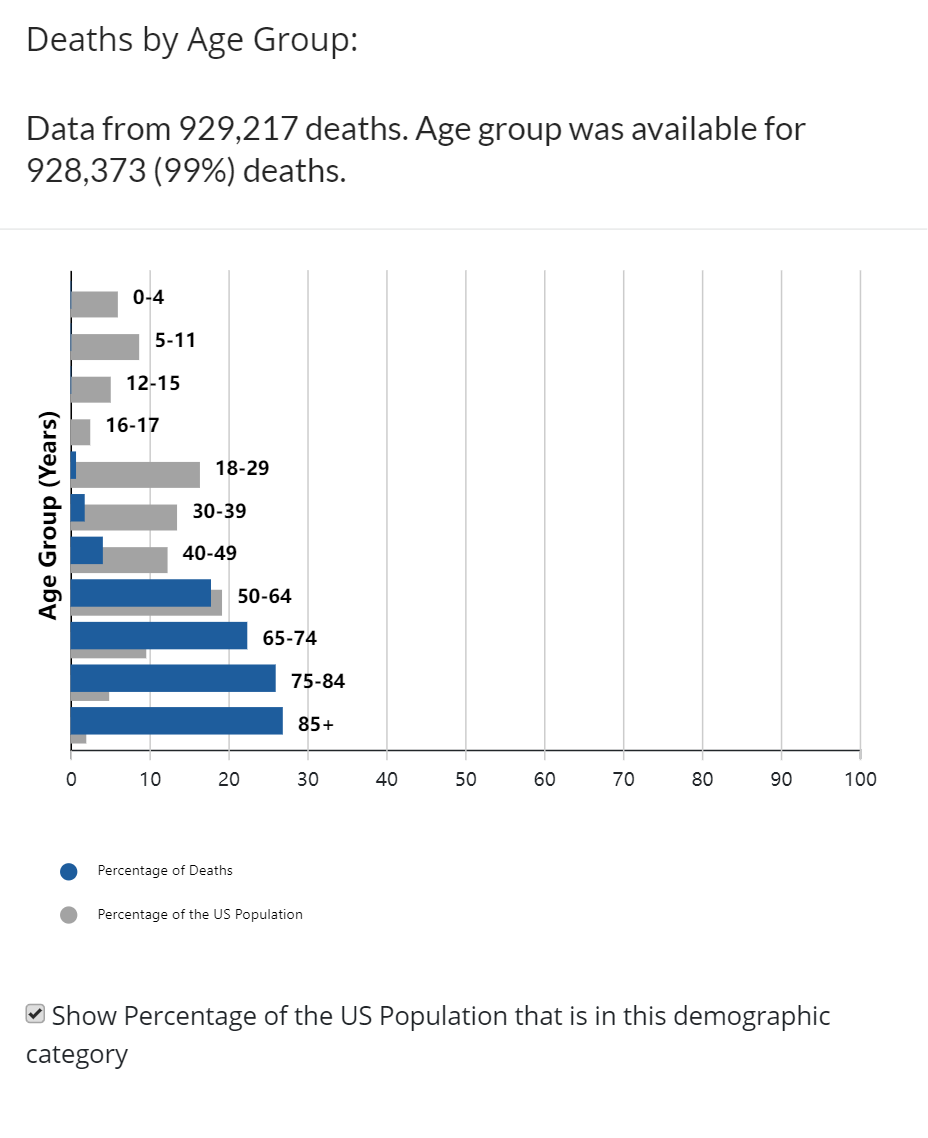 Deaths by Age Group:
Data from 929,217 deaths. Age group was available for
928,373 (99%) deaths.
Age Group (Years)
0-4
5-11
12-15
16-17
18-29
30-39
40-49
50-64
65-74
75-84
85+
0 10 20 30 40 50 60 70 80 90 100
Percentage of Deaths
Percentage of the US Population
Show Percentage of the US Population that is in this demographic
category